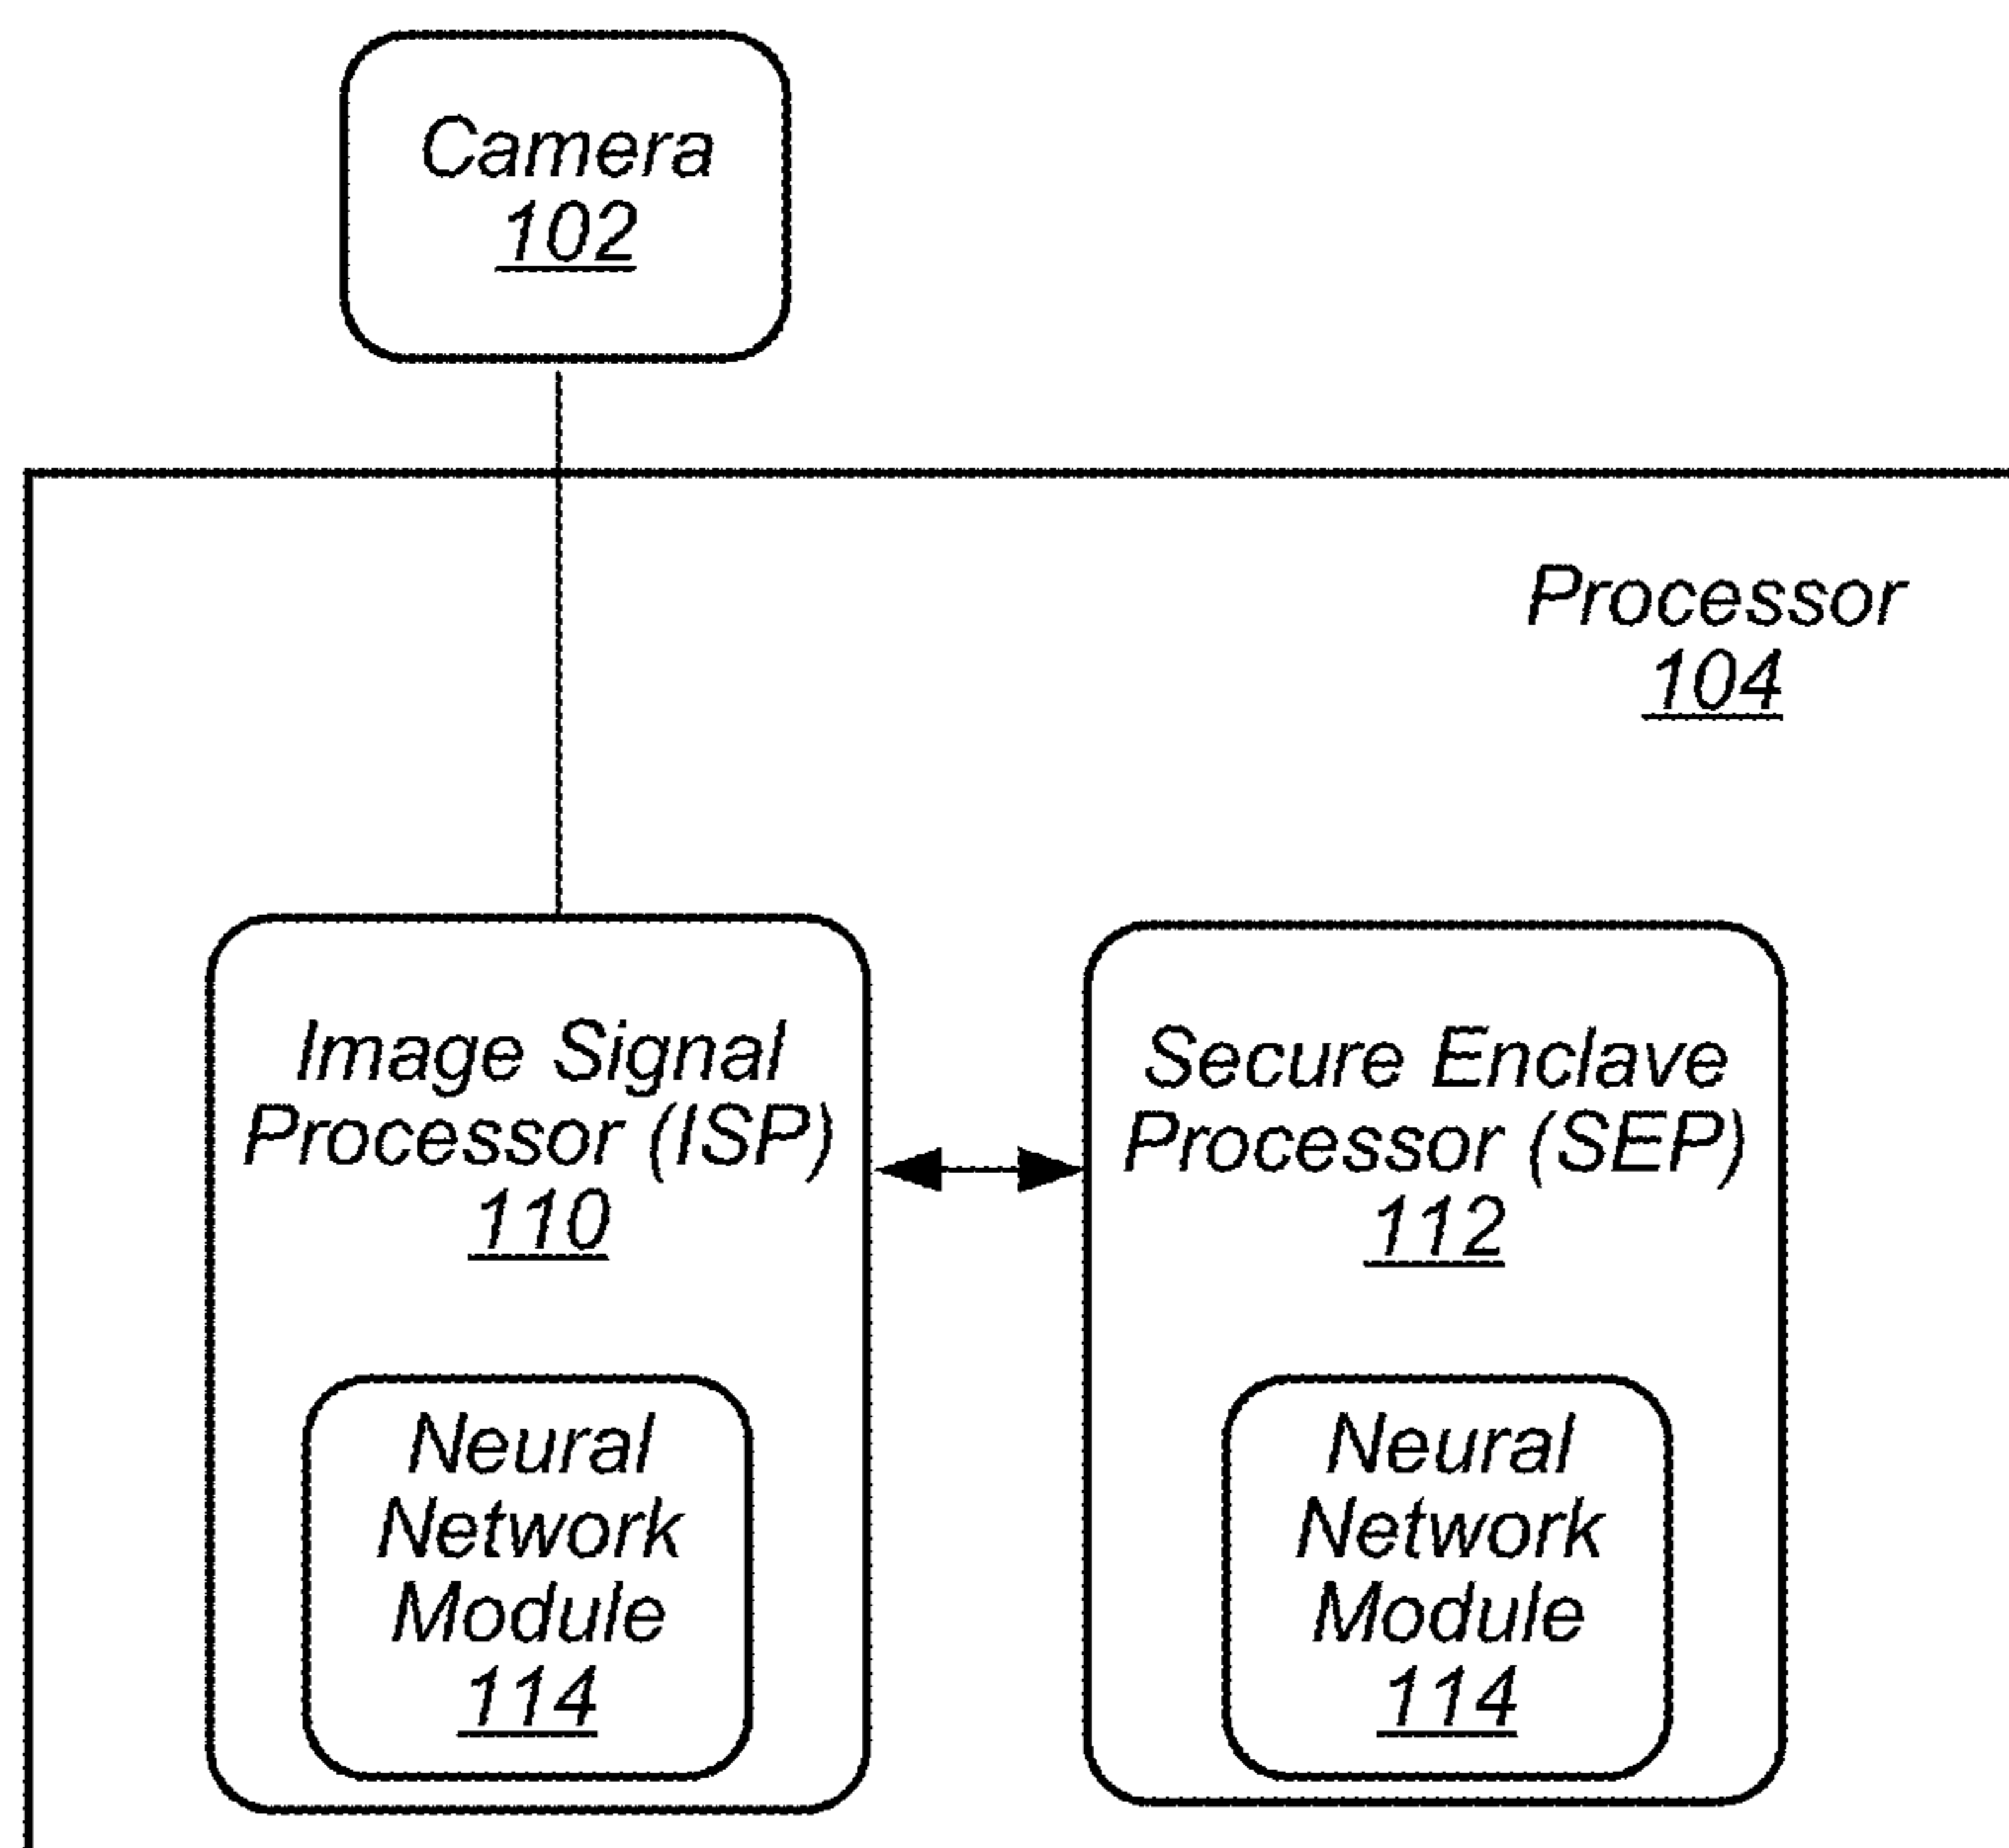 Camera
102
Processor
104
Image Signal
Processor (ISP)
110
Secure Enclave
Processor (SEP)
112
Neural
Network
Module
114
Neural
Network
Module
114